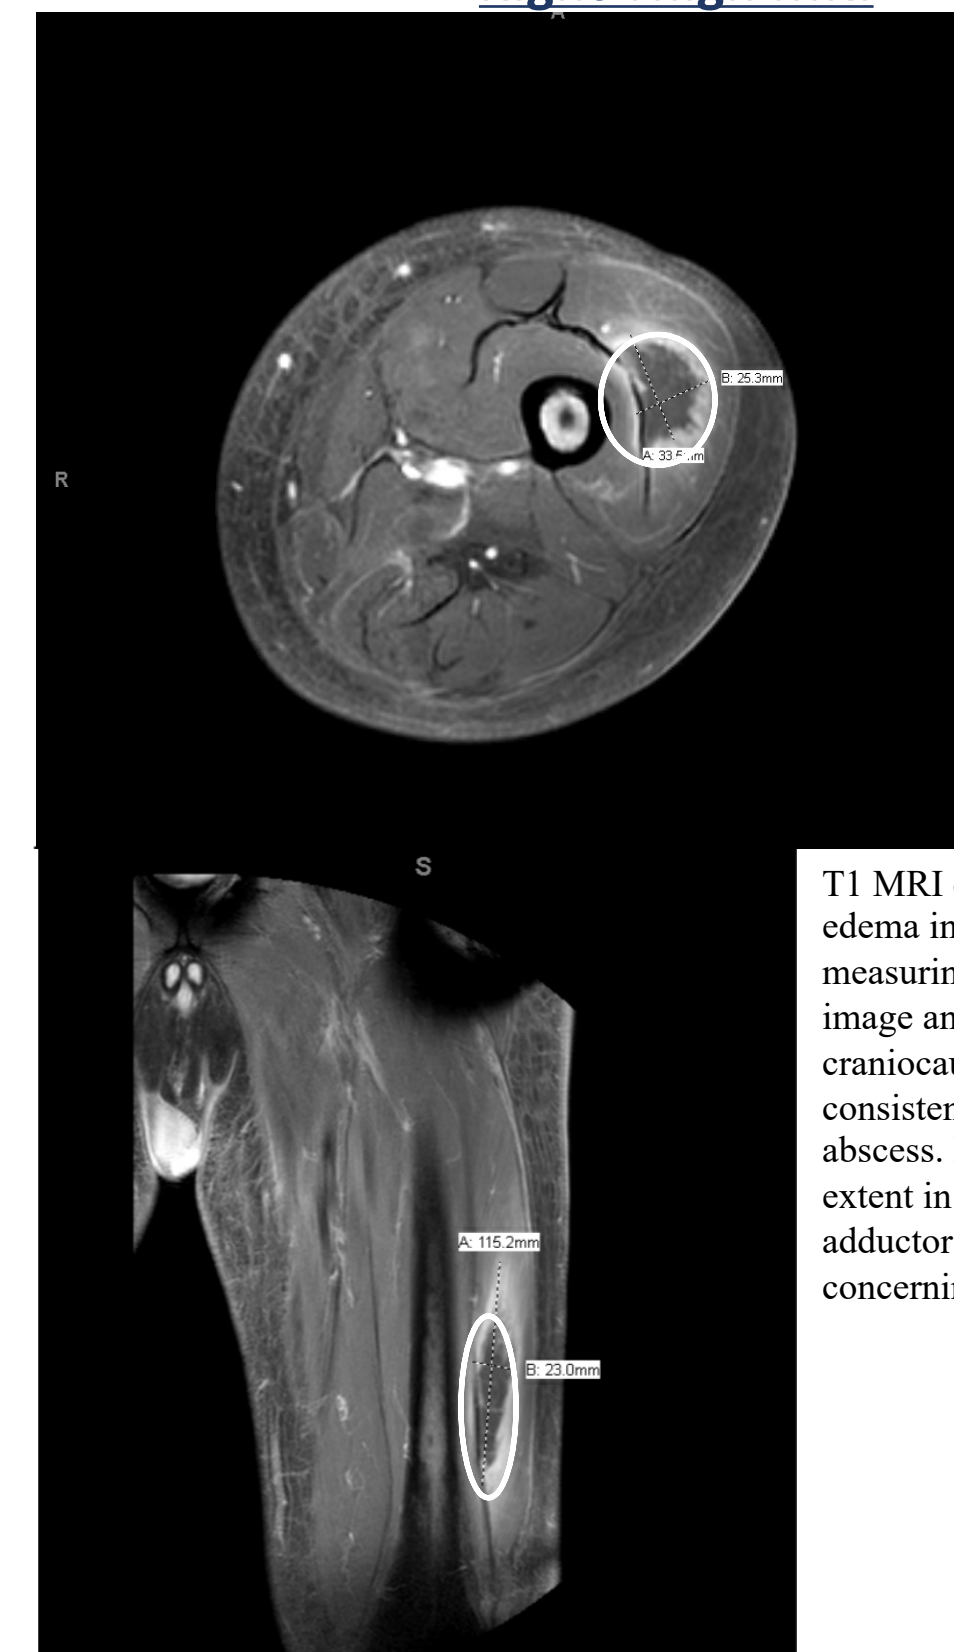 A
B: 25.3mm
R
S
T1 MRI
edema in
measurin
image an
craniocau
consisten
abscess.
extent in
adductor
concerni
A: 115.2mm
B: 23.0mm